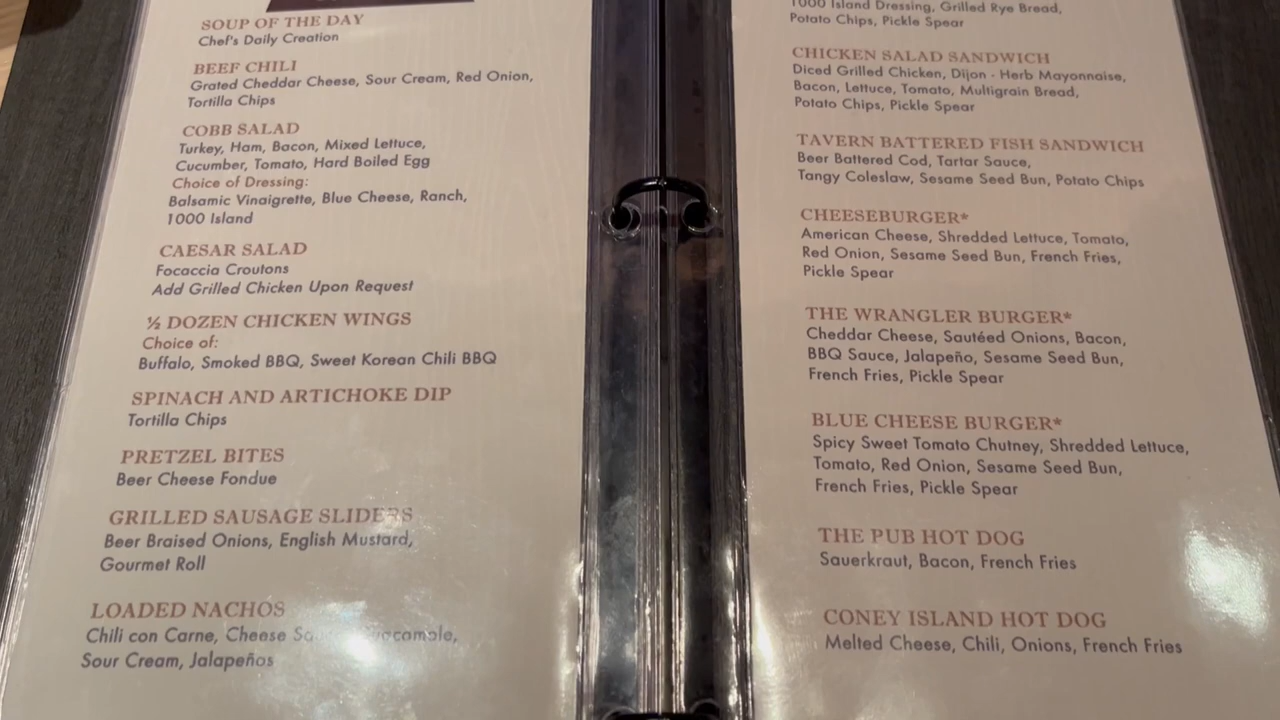 SOUP OF THE DAY
Chef's Daily Creation
BEEF CHILI
Grated Cheddar Cheese, Sour Cream, Red Onion,
Tortilla Chips
COBB SALAD
Turkey, Ham, Bacon, Mixed Lettuce,
Cucumber, Tomato, Hard Boiled Egg
Choice of Dressing:
Balsamic Vinaigrette, Blue Cheese, Ranch,
1000 Island
CAESAR SALAD
Focaccia Croutons
Add Grilled Chicken Upon Request
½ DOZEN CHICKEN WINGS
Choice of:
Buffalo, Smoked BBQ, Sweet Korean Chili BBQ
SPINACH AND ARTICHOKE DIP
Tortilla Chips
PRETZEL BITES
Beer Cheese Fondue
GRILLED SAUSAGE SLIDERS
Beer Braised Onions, English Mustard,
Gourmet Roll
LOADED NACHOS
Chili con Carne, Cheese
Sour Cream, Jalapeños
1000 Island Dressing, Grilled Rye Bread,
Potato Chips, Pickle Spear
CHICKEN SALAD SANDWICH
Diced Grilled Chicken, Dijon - Herb Mayonnaise,
Bacon, Lettuce, Tomato, Multigrain Bread,
Potato Chips, Pickle Spear
TAVERN BATTERED FISH SANDWICH
Beer Battered Cod, Tartar Sauce,
Tangy Coleslaw, Sesame Seed Bun, Potato Chips
CHEESEBURGER*
American Cheese, Shredded Lettuce, Tomato,
Red Onion, Sesame Seed Bun, French Fries,
Pickle Spear
THE WRANGLER BURGER*
Cheddar Cheese, Sautéed Onions, Bacon,
BBQ Sauce, Jalapeño, Sesame Seed Bun,
French Fries, Pickle Spear
BLUE CHEESE BURGER*
Spicy Sweet Tomato Chutney, Shredded Lettuce,
Tomato, Red Onion, Sesame Seed Bun,
French Fries, Pickle Spear
THE PUB HOT DOG
Sauerkraut, Bacon, French Fries
CONEY ISLAND HOT DOG
Melted Cheese, Chili, Onions, French Fries